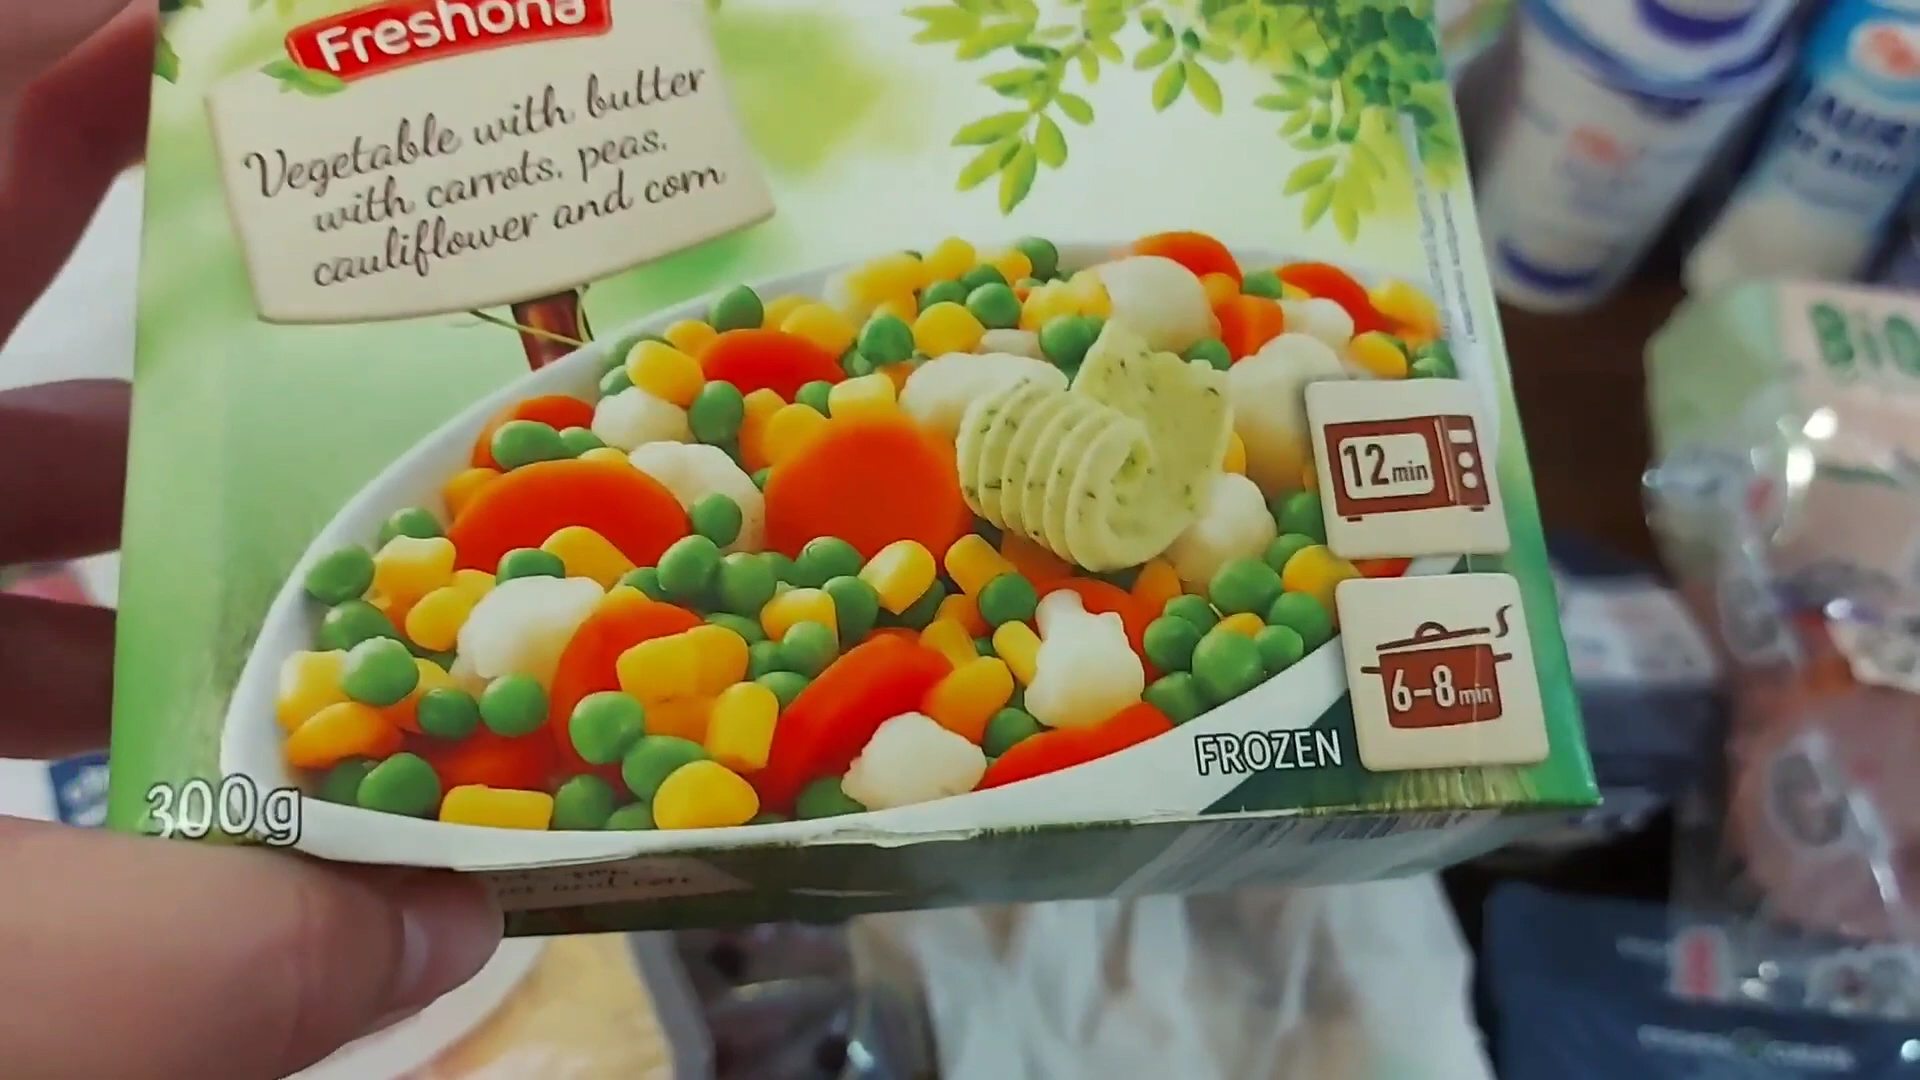 Freshona
Vegetable with butter
with carrots, peas,
cauliflower and corn
12 min
6-8 min
FROZEN
300g